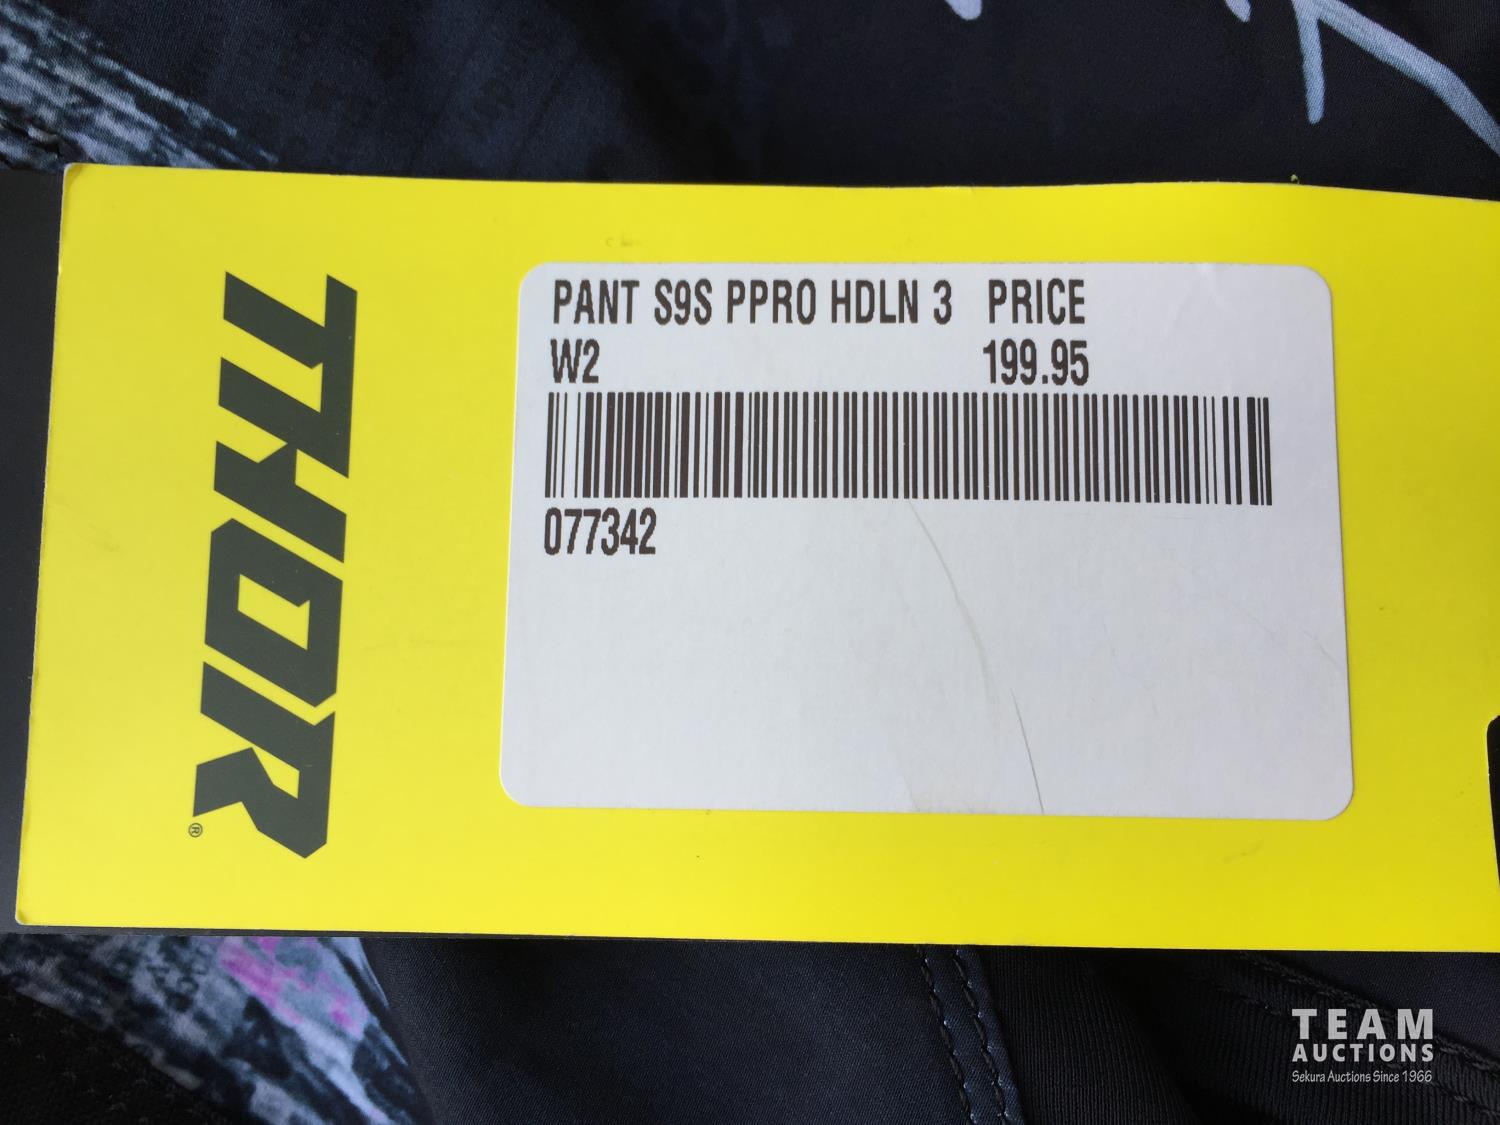 THOR®
PANT S9S PPRO HDLN 3 PRICE
W2 199.95
077342
TEAM
AUCTIONS
Sekura Auctions Since 1966